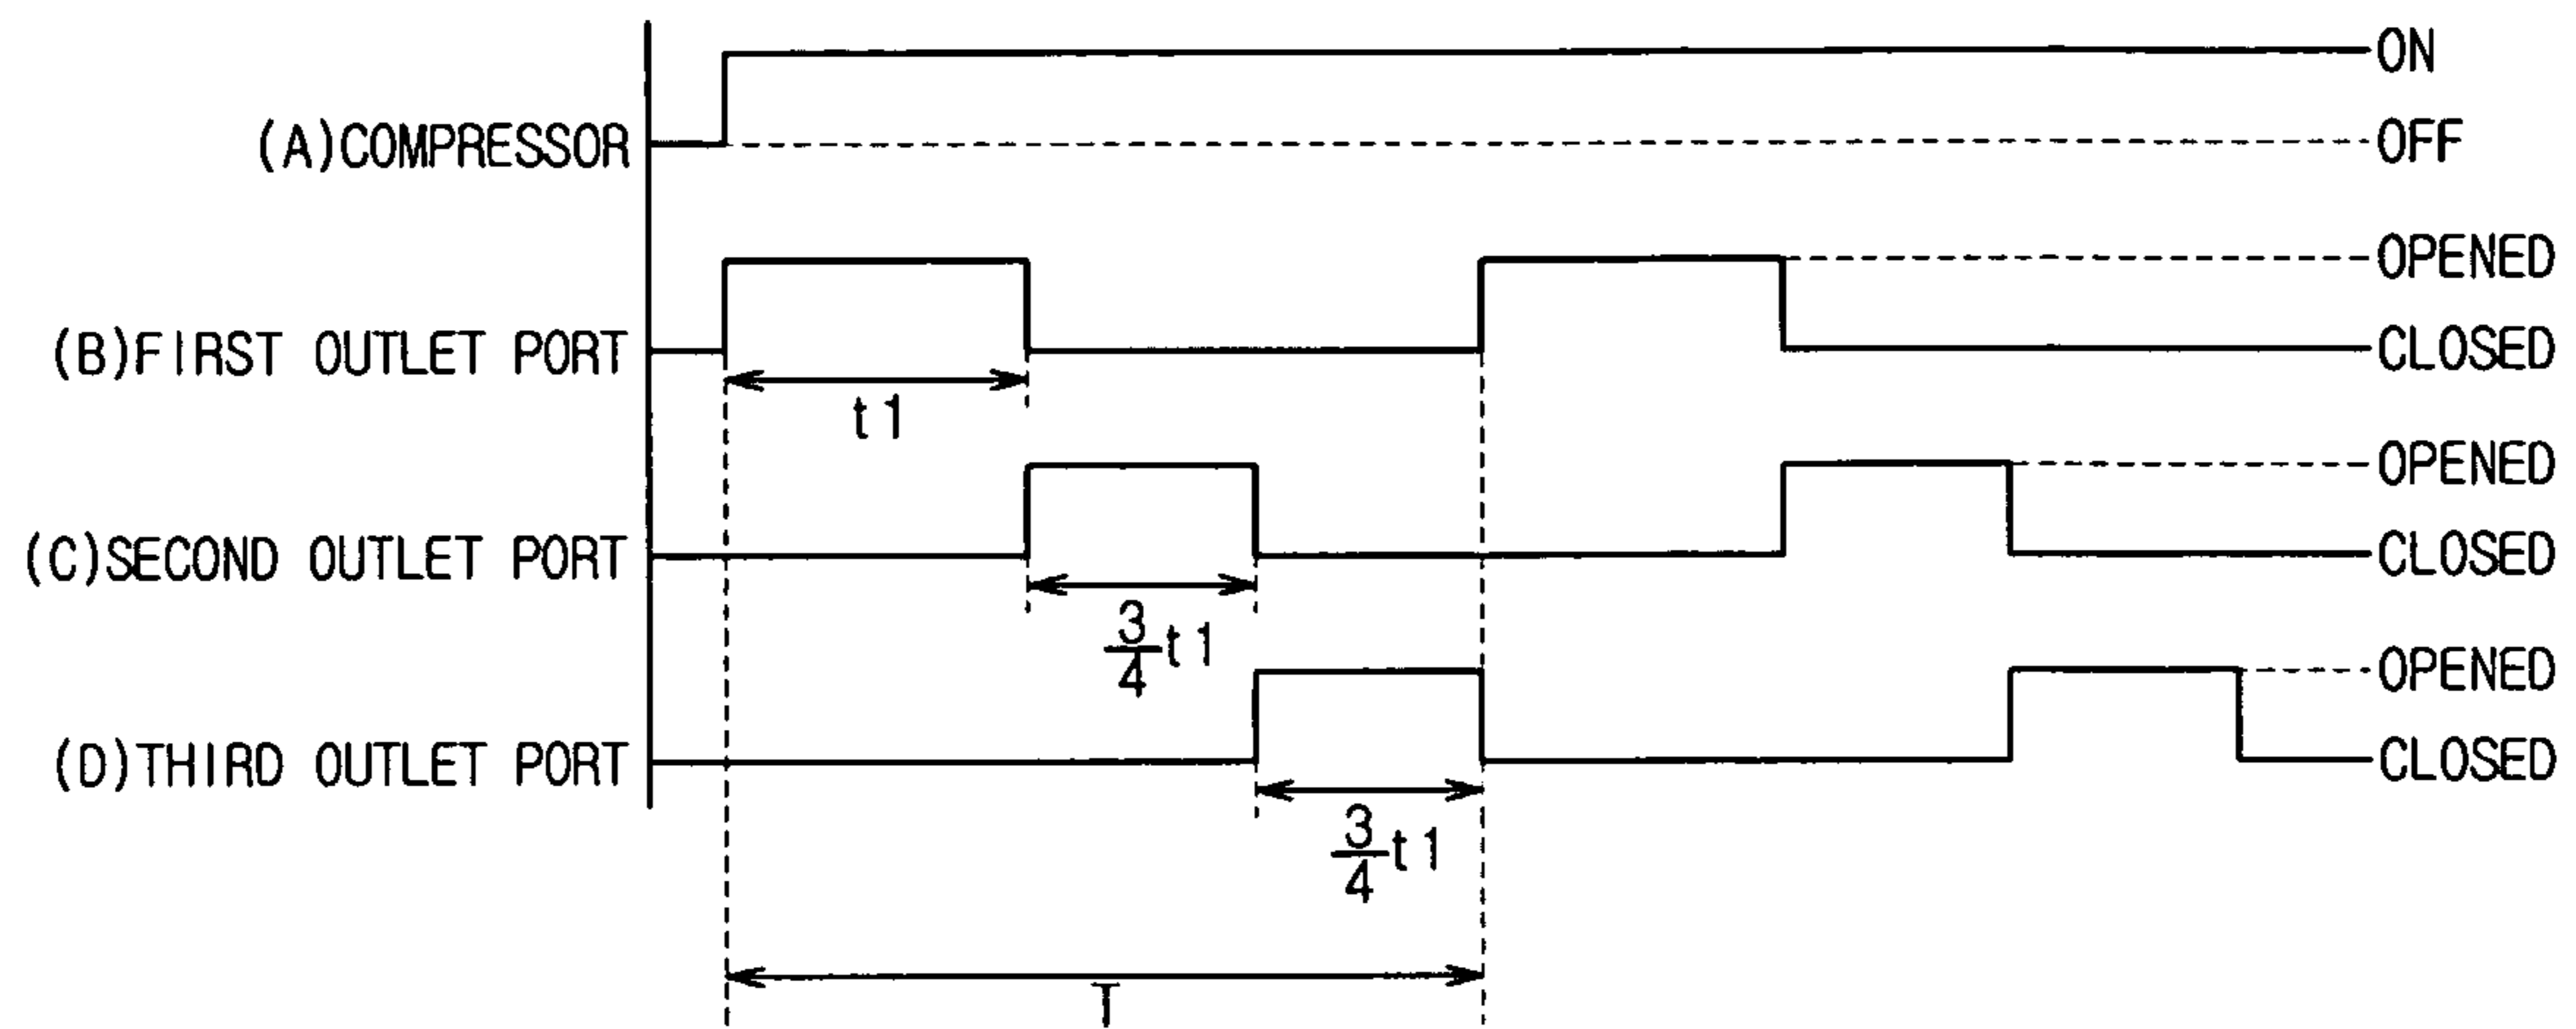 ON
(A)COMPRESSOR
OFF
OPENED
(B)FIRST OUTLET PORT
CLOSED
t1
OPENED
(C)SECOND OUTLET PORT
CLOSED
3/4 t1
OPENED
(D)THIRD OUTLET PORT
CLOSED
3/4 t1
T